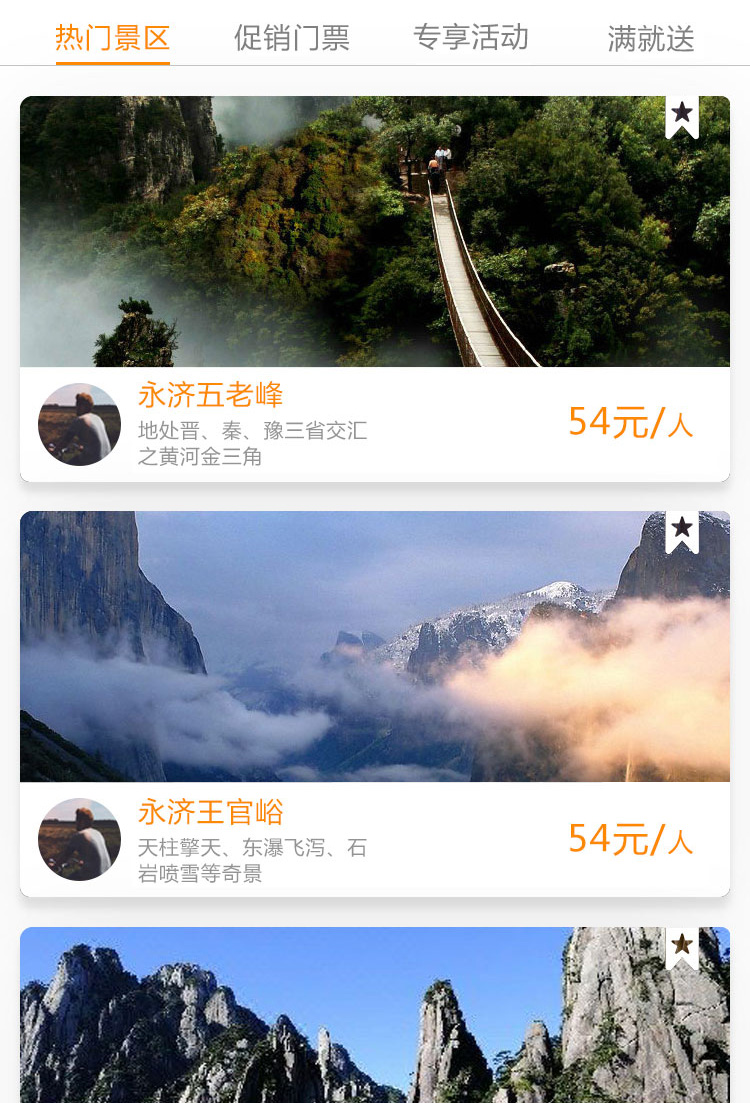 热门景区 促销门票 专享活动 满就送
永济五老峰
地处晋、秦、豫三省交汇
之黄河金三角
54元/人
永济王官峪
天柱擎天、东瀑飞泻、石
岩喷雪等奇景
54元/人